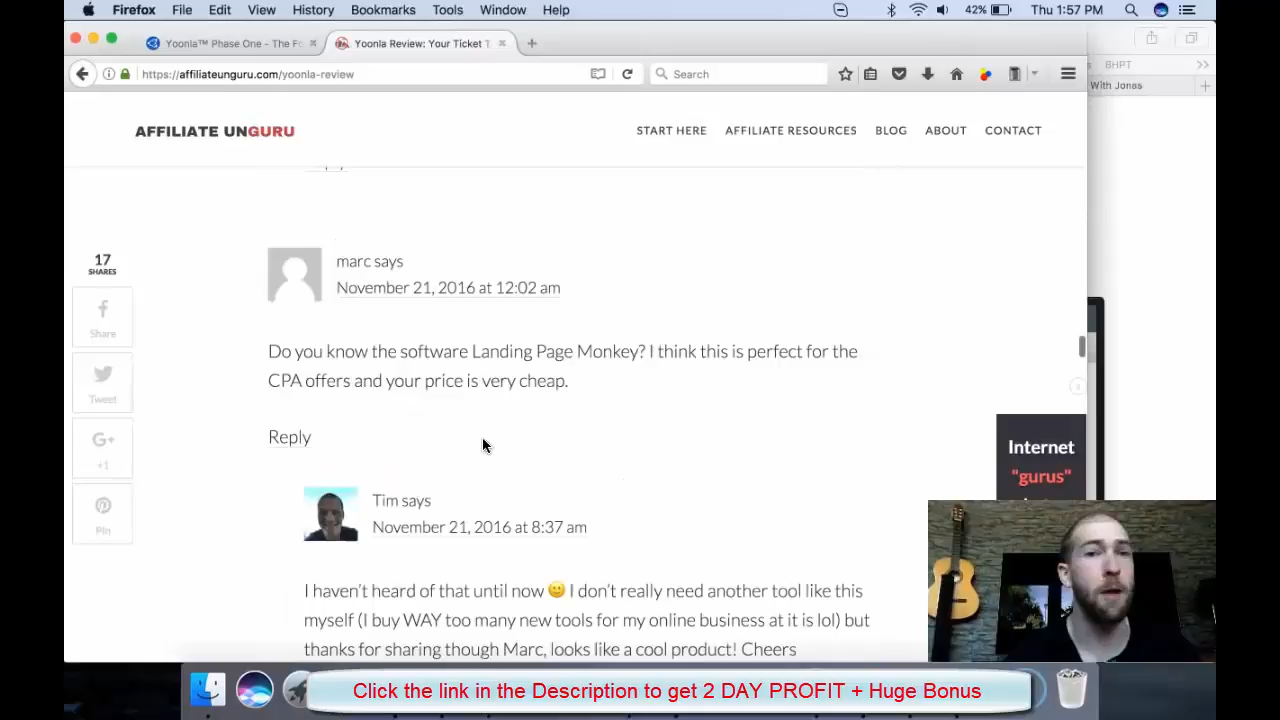 Firefox File Edit View History Bookmarks Tools Window Help 42% Thu 1:57 PM
Yoonla™ Phase One - The Fo Yoonla Review: Your Ticket T
https://affiliateunguru.com/yoonla-review Search
BHPT
With Jonas
AFFILIATE UNGURU START HERE AFFILIATE RESOURCES BLOG ABOUT CONTACT
17
SHARES
Share
Tweet
G+
+1
Pin
marc says
November 21, 2016 at 12:02 am
Do you know the software Landing Page Monkey? I think this is perfect for the
CPA offers and your price is very cheap.
Reply
Tim says
November 21, 2016 at 8:37 am
I haven't heard of that until now 🙂 I don't really need another tool like this
myself (I buy WAY too many new tools for my online business at it is lol) but
thanks for sharing though Marc, looks like a cool product! Cheers
Internet
"gurus"
Click the link in the Description to get 2 DAY PROFIT + Huge Bonus